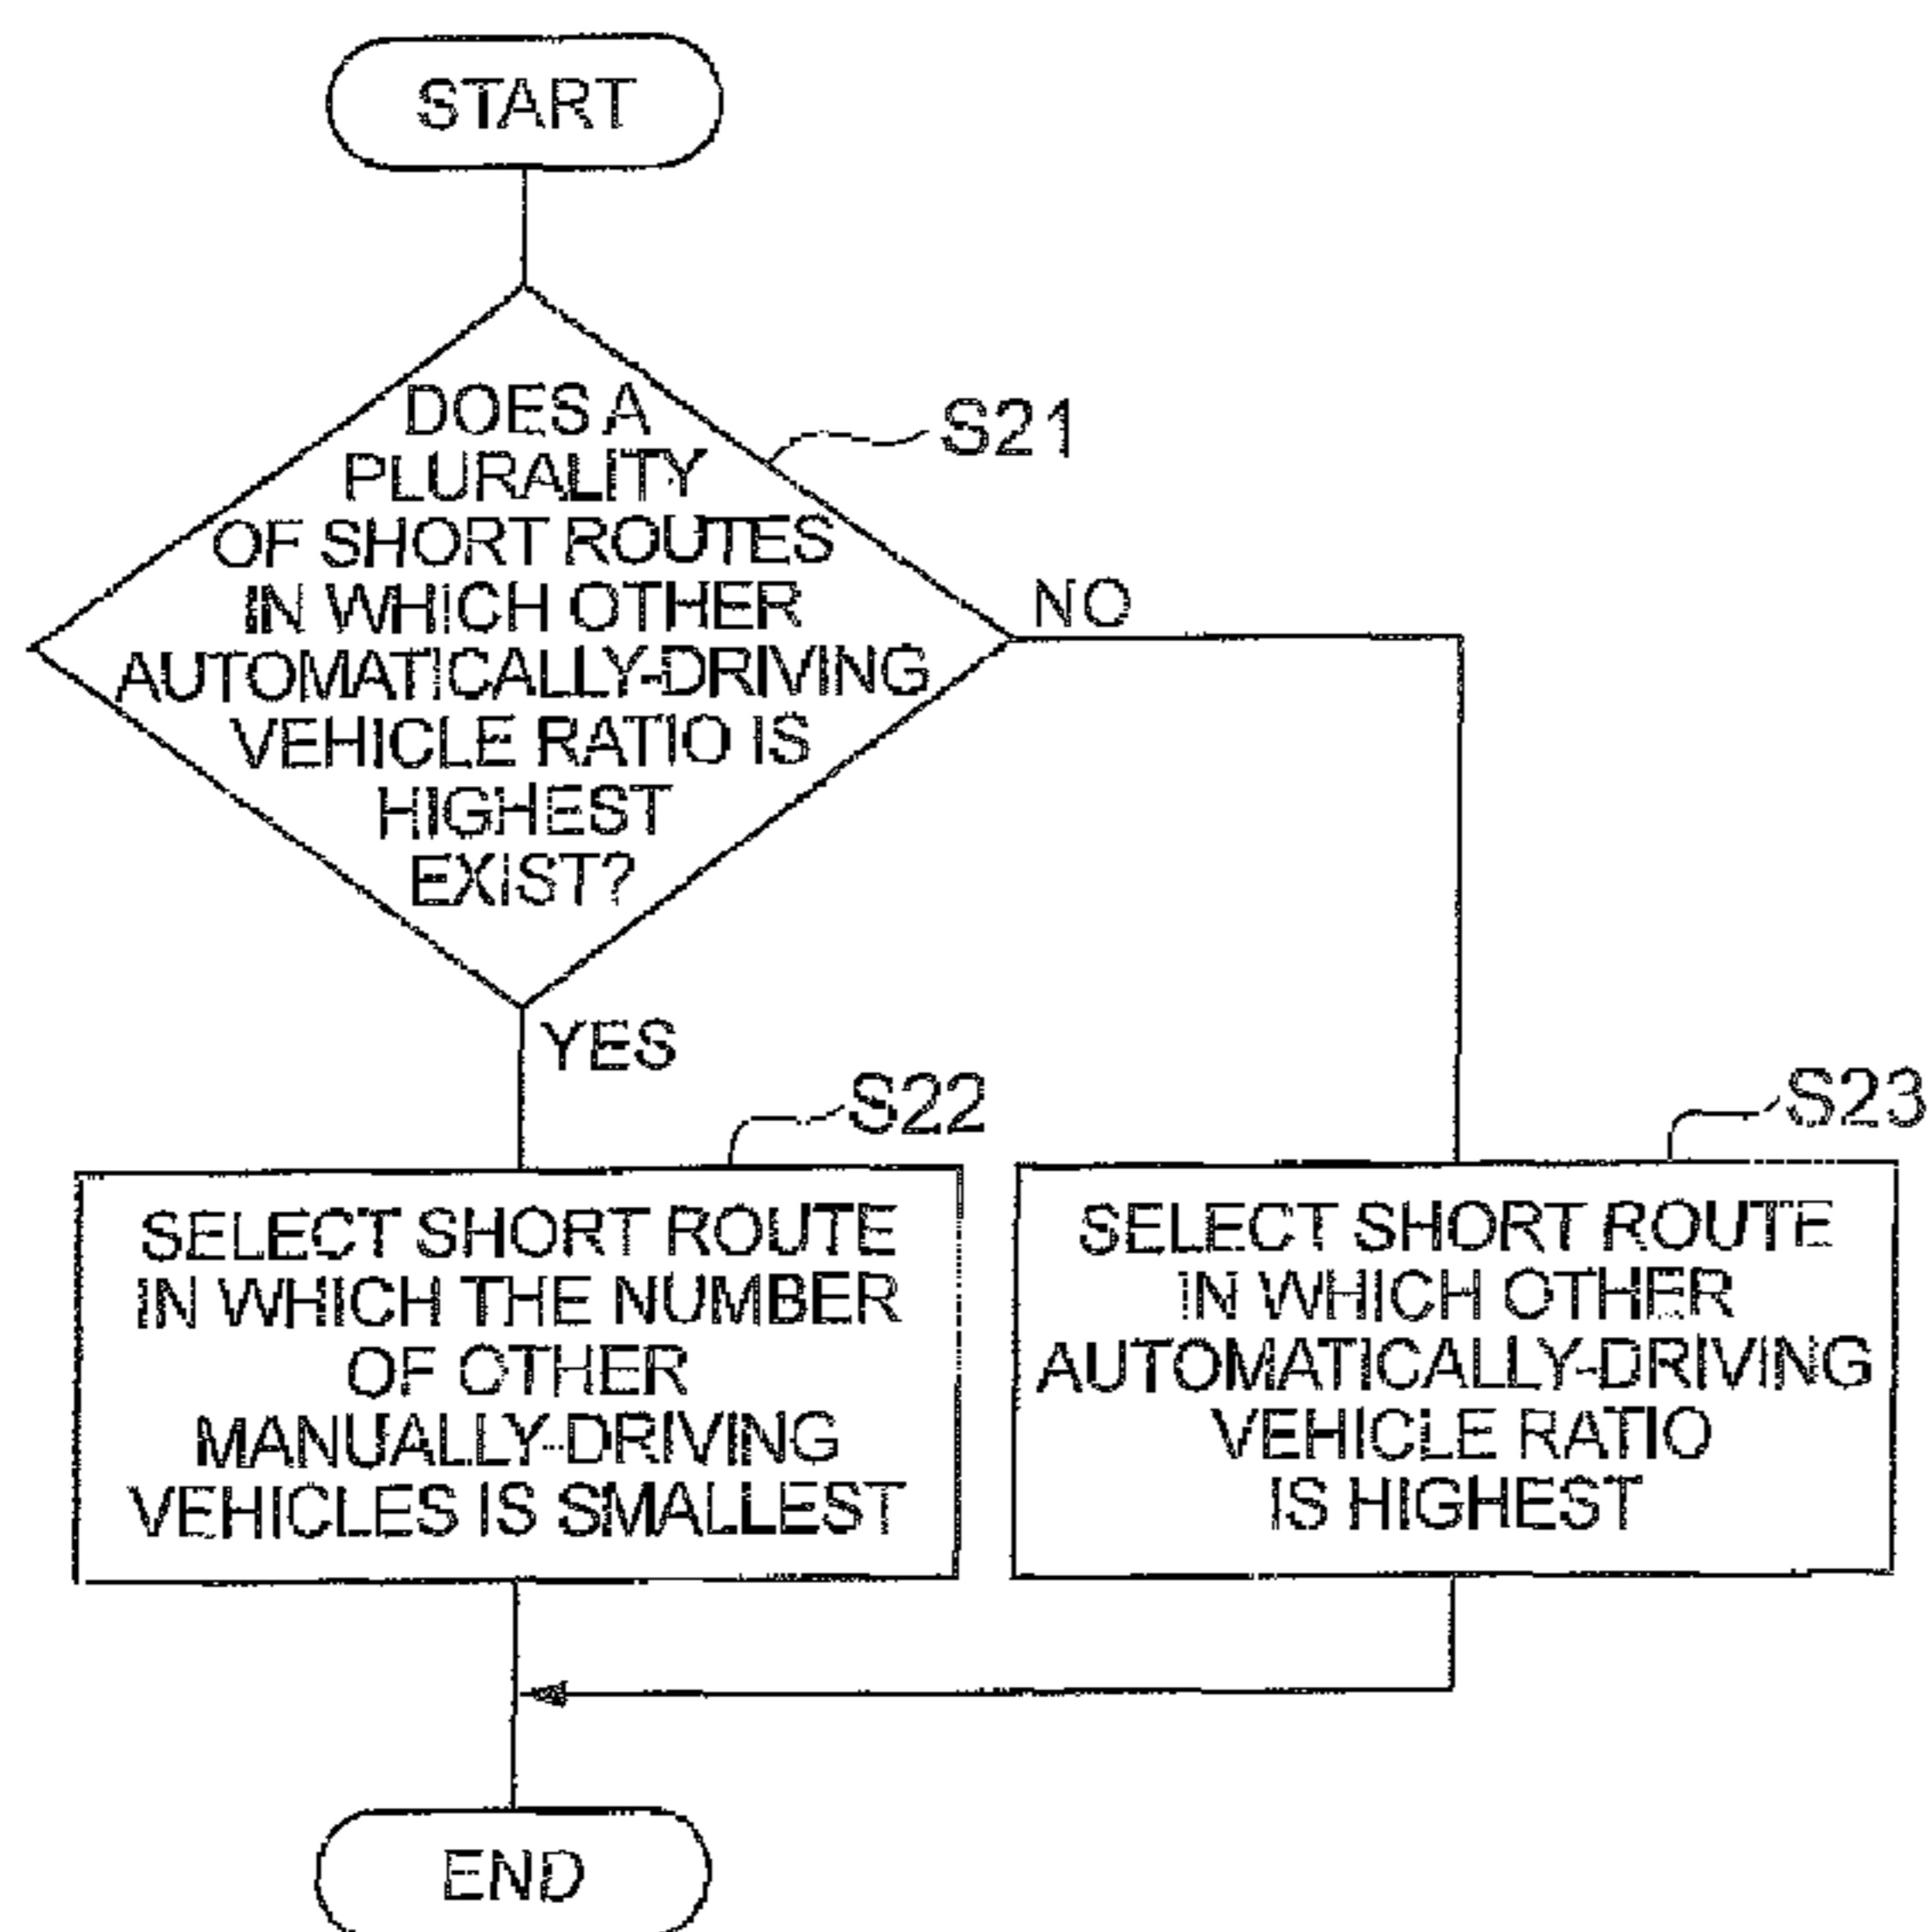 START
DOES A
PLURALITY
OF SHORT ROUTES
IN WHICH OTHER
AUTOMATICALLY-DRIVING
VEHICLE RATIO IS
HIGHEST
EXIST?
S21
NO
YES
S22
SELECT SHORT ROUTE
IN WHICH THE NUMBER
OF OTHER
MANUALLY-DRIVING
VEHICLES IS SMALLEST
S23
SELECT SHORT ROUTE
IN WHICH OTHER
AUTOMATICALLY-DRIVING
VEHICLE RATIO
IS HIGHEST
END